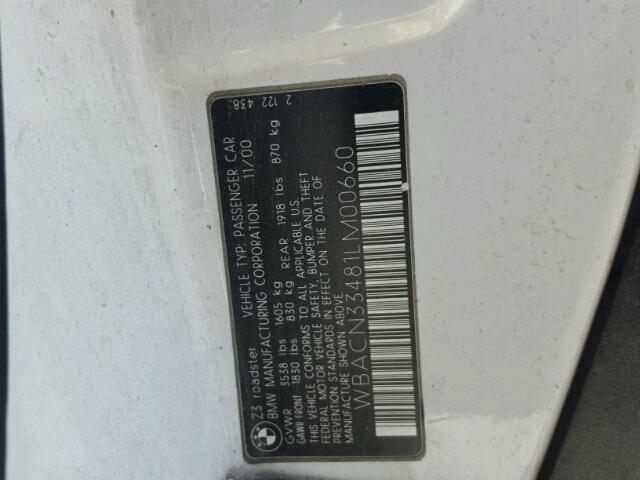 Z3 roadster VEHICLE TYP: PASSENGER CAR 2 122 438
BMW MANUFACTURING CORPORATION 11/00
GVWR 3538 lbs 1605 kg REAR 1918 lbs 870 kg
GAWR FRONT: 1830 lbs 830 kg
THIS VEHICLE CONFORMS TO ALL APPLICABLE U.S.
FEDERAL MOTOR VEHICLE SAFETY, BUMPER AND THEFT
PREVENTION STANDARDS IN EFFECT ON THE DATE OF
MANUFACTURE SHOWN ABOVE.
WBACN33481LM00660